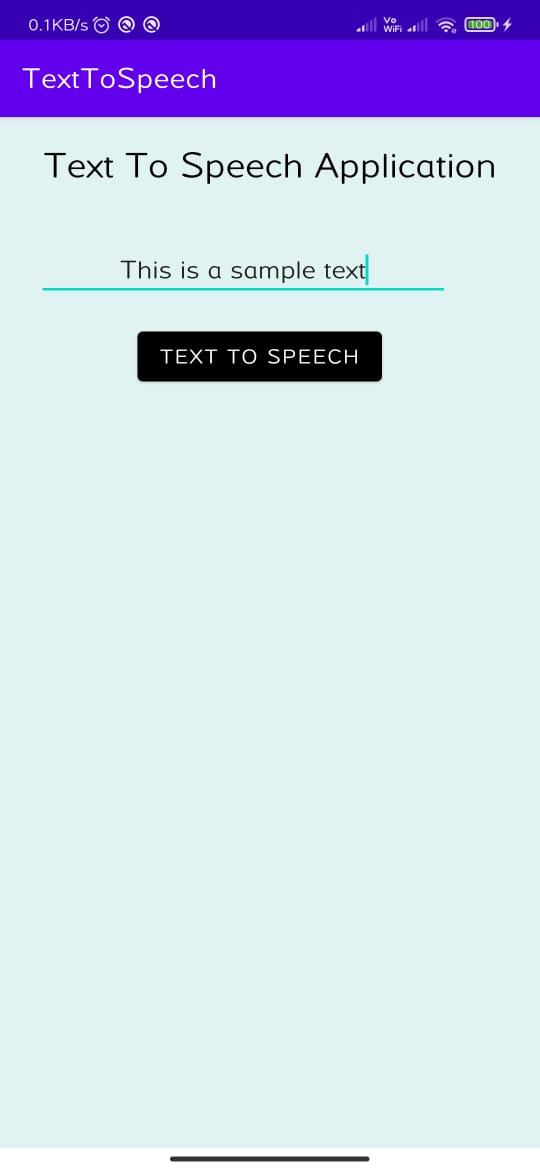 0.1KB/s Vo WiFi 100
TextToSpeech
Text To Speech Application
This is a sample text
TEXT TO SPEECH